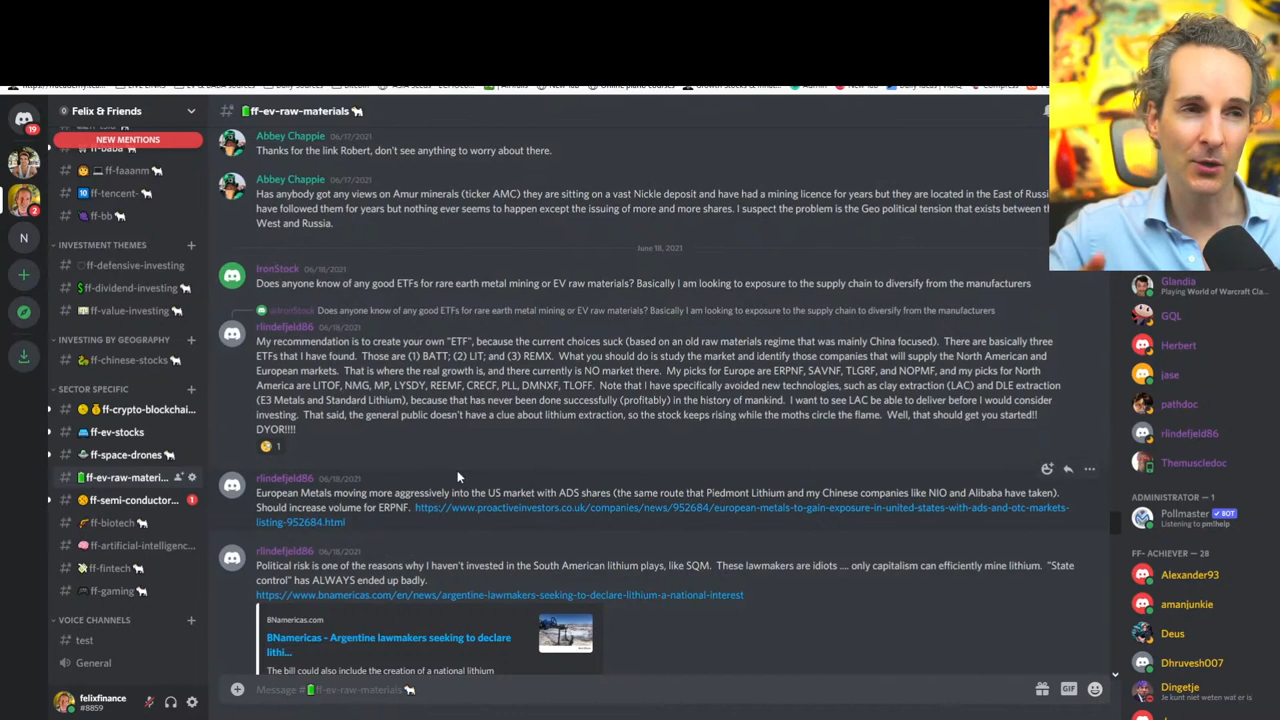 Felix & Friends
NEW MENTIONS
ff-faaanm
ff-tencent-
ff-bb
INVESTMENT THEMES
ff-defensive-investing
ff-dividend-investing
ff-value-investing
INVESTING BY GEOGRAPHY
ff-chinese-stocks
SECTOR SPECIFIC
ff-crypto-blockchai...
ff-ev-stocks
ff-space-drones
ff-ev-raw-materi...
ff-semi-conductor...
1
ff-biotech
ff-artificial-intelligenc...
ff-fintech
ff-gaming
VOICE CHANNELS
test
General
felixfinance
#8859
19
2
N
ff-ev-raw-materials
Abbey Chappie 06/17/2021
Thanks for the link Robert, don't see anything to worry about there.
Abbey Chappie 06/17/2021
Has anybody got any views on Amur minerals (ticker AMC) they are sitting on a vast Nickle deposit and have had a mining licence for years but they are located in the East of Russi
have followed them for years but nothing ever seems to happen except the issuing of more and more shares. I suspect the problem is the Geo political tension that exists between th
West and Russia.
June 18, 2021
IronStock 06/18/2021
Does anyone know of any good ETFs for rare earth metal mining or EV raw materials? Basically I am looking to exposure to the supply chain to diversify from the manufacturers
@IronStock Does anyone know of any good ETFs for rare earth metal mining or EV raw materials? Basically I am looking to exposure to the supply chain to diversify from the manufacturers
rlindefjeld86 06/18/2021
My recommendation is to create your own "ETF", because the current choices suck (based on an old raw materials regime that was mainly China focused). There are basically three
ETFs that I have found. Those are (1) BATT; (2) LIT; and (3) REMX. What you should do is study the market and identify those companies that will supply the North American and
European markets. That is where the real growth is, and there currently is NO market there. My picks for Europe are ERPNF, SAVNF, TLGRF, and NOPMF, and my picks for North
America are LITOF, NMG, MP, LYSDY, REEMF, CRECF, PLL, DMNXF, TLOFF. Note that I have specifically avoided new technologies, such as clay extraction (LAC) and DLE extraction
(E3 Metals and Standard Lithium), because that has never been done successfully (profitably) in the history of mankind. I want to see LAC be able to deliver before I would consider
investing. That said, the general public doesn't have a clue about lithium extraction, so the stock keeps rising while the moths circle the flame. Well, that should get you started!!
DYOR!!!!
1
rlindefjeld86 06/18/2021
European Metals moving more aggressively into the US market with ADS shares (the same route that Piedmont Lithium and my Chinese companies like NIO and Alibaba have taken).
Should increase volume for ERPNF. https://www.proactiveinvestors.co.uk/companies/news/952684/european-metals-to-gain-exposure-in-united-states-with-ads-and-otc-markets-
listing-952684.html
rlindefjeld86 06/18/2021
Political risk is one of the reasons why I haven't invested in the South American lithium plays, like SQM. These lawmakers are idiots .... only capitalism can efficiently mine lithium. "State
control" has ALWAYS ended up badly.
https://www.bnamericas.com/en/news/argentine-lawmakers-seeking-to-declare-lithium-a-national-interest
BNamericas.com
BNamericas - Argentine lawmakers seeking to declare
lithi...
The bill could also include the creation of a national lithium
Message #ff-ev-raw-materials
GIF
Glandia
Playing World of Warcraft Cla...
GQL
Herbert
jase
pathdoc
rlindefjeld86
Themuscledoc
ADMINISTRATOR — 1
Pollmaster BOT
Listening to pm!help
FF- ACHIEVER — 28
Alexander93
amanjunkie
Deus
Dhruvesh007
Dingetje
Je kunt niet weten wat er is